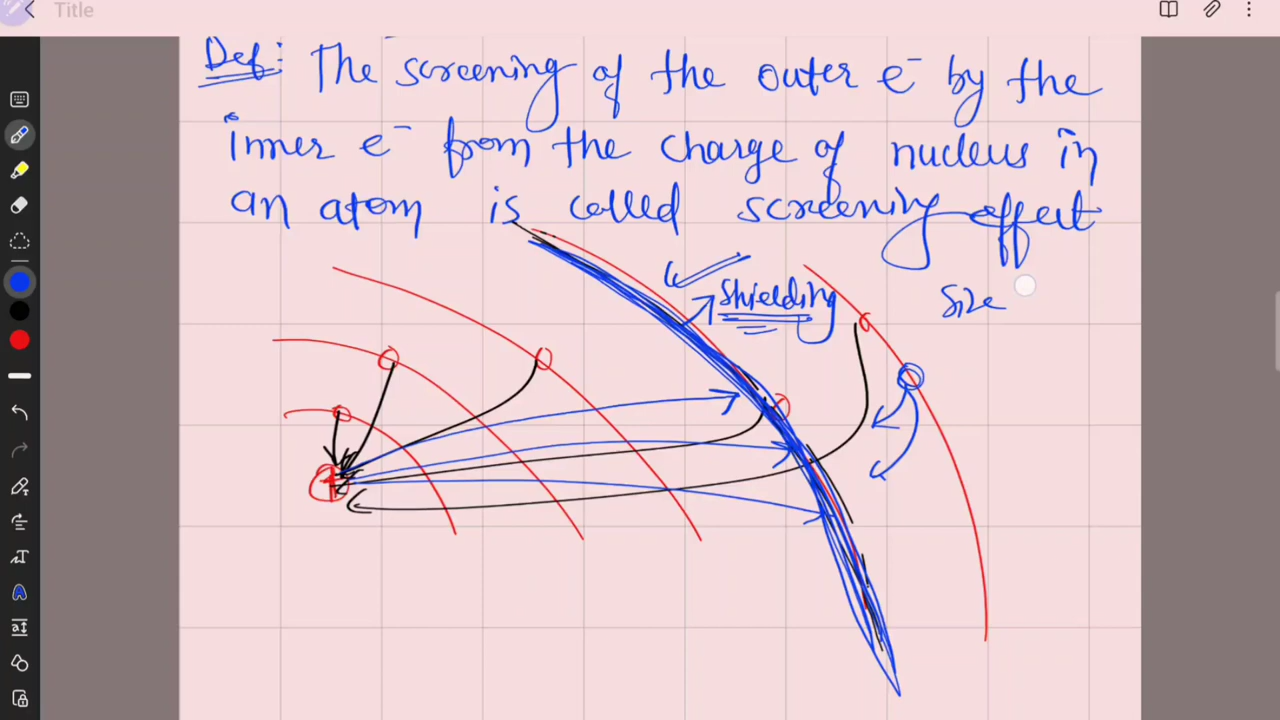 Title
Def: The screening of the outer e⁻ by the
inner e⁻ from the charge of nucleus in
an atom is called screening effect
Shielding
Size